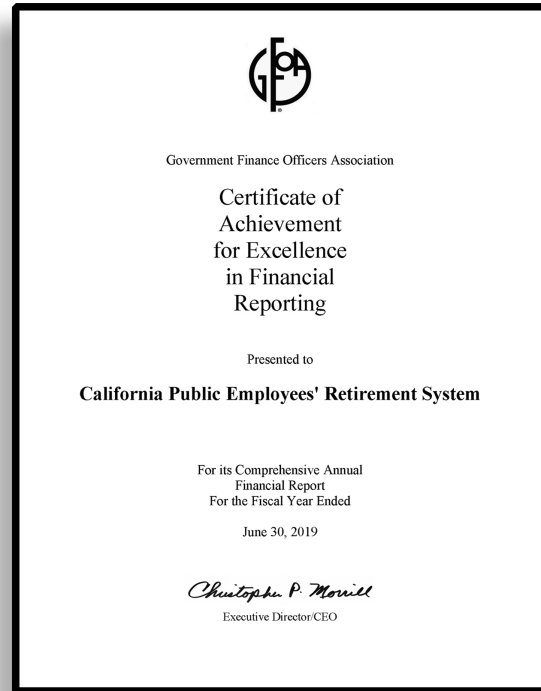 GFOA
Government Finance Officers Association
Certificate of
Achievement
for Excellence
in Financial
Reporting
Presented to
California Public Employees' Retirement System
For its Comprehensive Annual
Financial Report
For the Fiscal Year Ended
June 30, 2019
Christopher P. Morrill
Executive Director/CEO